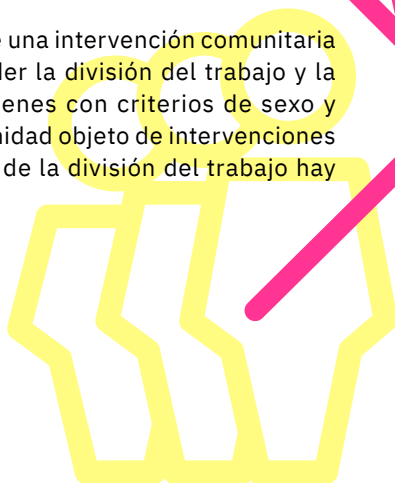 una intervención comunitaria
der la división del trabajo y la
enes con criterios de sexo y
nidad objeto de intervenciones
de la división del trabajo hay